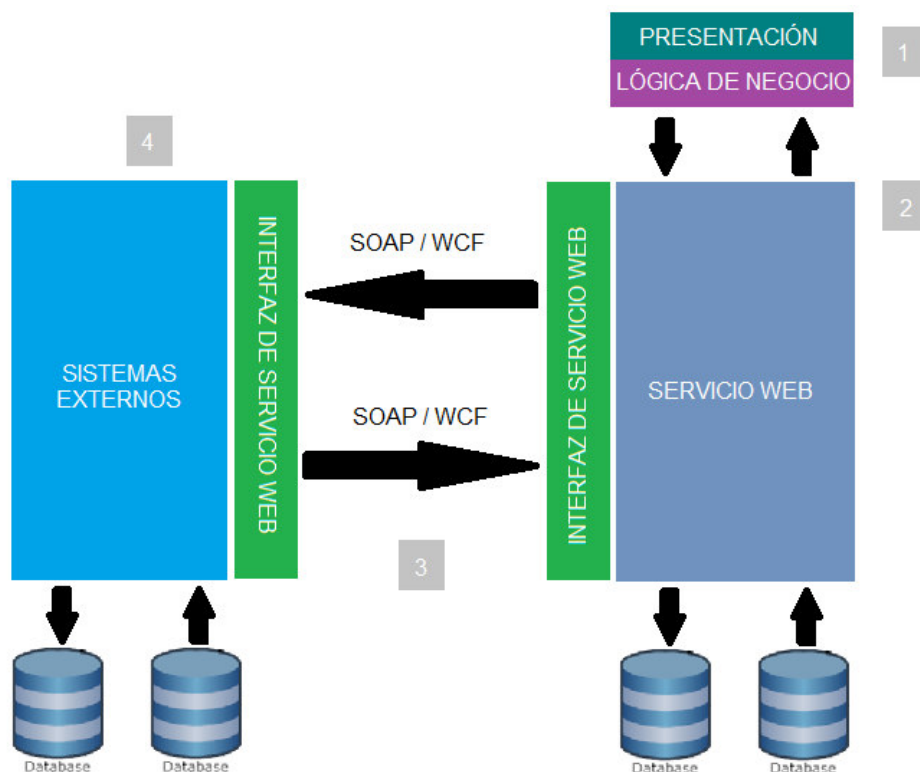 PRESENTACIÓN
1
LÓGICA DE NEGOCIO
4
2
SISTEMAS
EXTERNOS
INTERFAZ DE SERVICIO WEB
SOAP / WCF
SOAP / WCF
3
INTERFAZ DE SERVICIO WEB
SERVICIO WEB
Database
Database
Database
Database